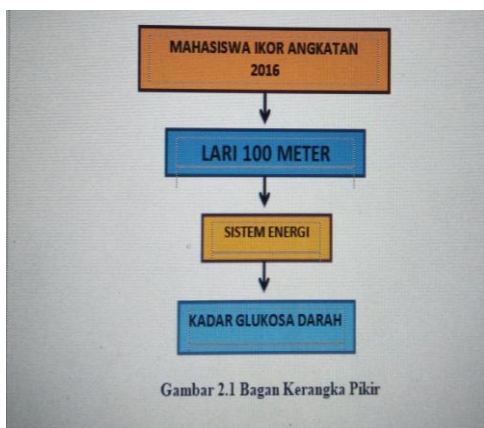 MAHASISWA IKOR ANGKATAN
2016
LARI 100 METER
SISTEM ENERGI
KADAR GLUKOSA DARAH
Gambar 2.1 Bagan Kerangka Pikir